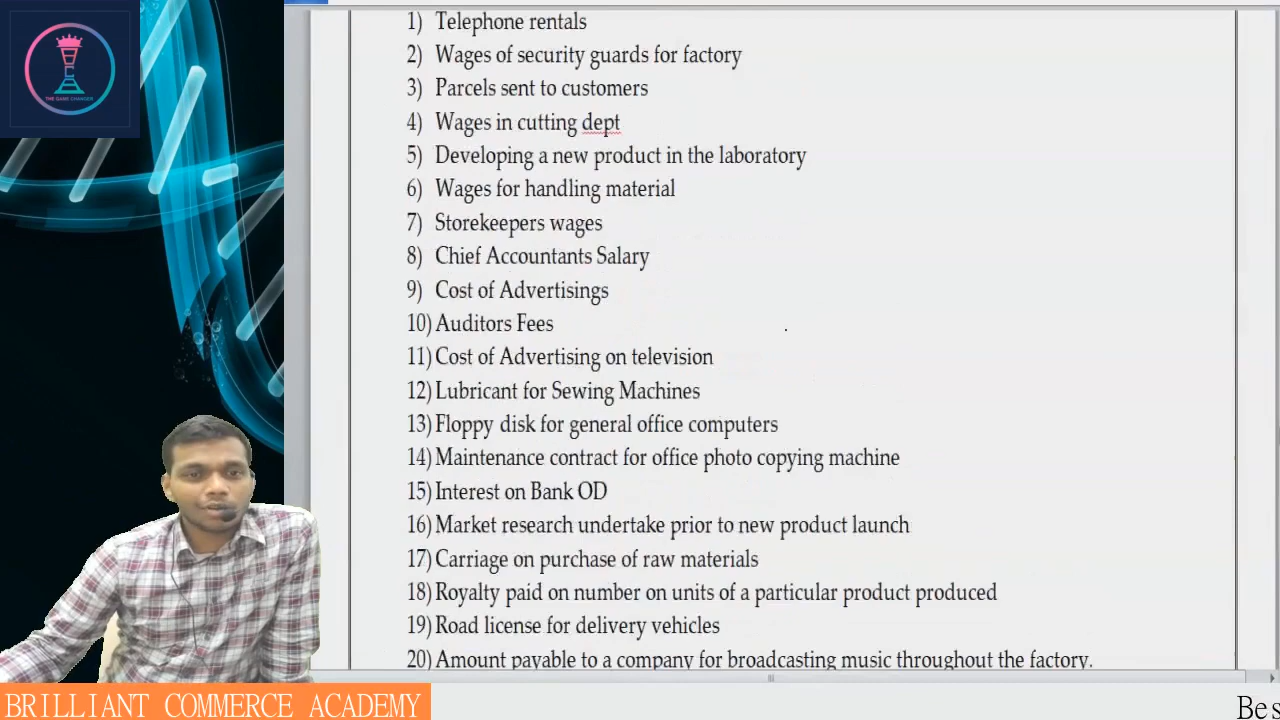 THE GAME CHANGER
1) Telephone rentals
2) Wages of security guards for factory
3) Parcels sent to customers
4) Wages in cutting dept
5) Developing a new product in the laboratory
6) Wages for handling material
7) Storekeepers wages
8) Chief Accountants Salary
9) Cost of Advertisings
10) Auditors Fees
11) Cost of Advertising on television
12) Lubricant for Sewing Machines
13) Floppy disk for general office computers
14) Maintenance contract for office photo copying machine
15) Interest on Bank OD
16) Market research undertake prior to new product launch
17) Carriage on purchase of raw materials
18) Royalty paid on number on units of a particular product produced
19) Road license for delivery vehicles
20) Amount payable to a company for broadcasting music throughout the factory.
BRILLIANT COMMERCE ACADEMY
Bes